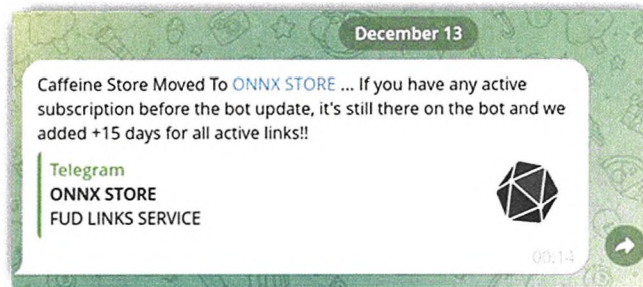 December 13
Caffeine Store Moved To ONNX STORE ... If you have any active
subscription before the bot update, it's still there on the bot and we
added +15 days for all active links!!
Telegram
ONNX STORE
FUD LINKS SERVICE
00:14